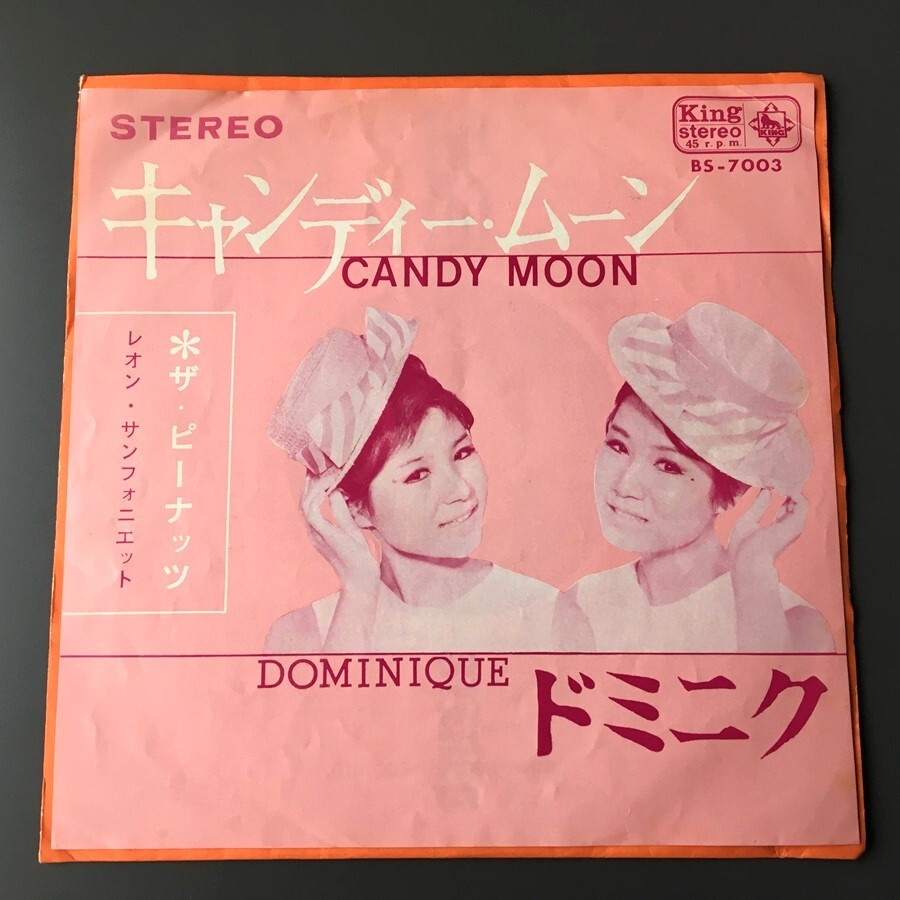 STEREO
King
stereo
45 r.p.m.
KING
BS-7003
キャンディー・ムーン
CANDY MOON
＊ザ・ピーナッツ
レオン・サンフォニエット
DOMINIQUE
ドミニク